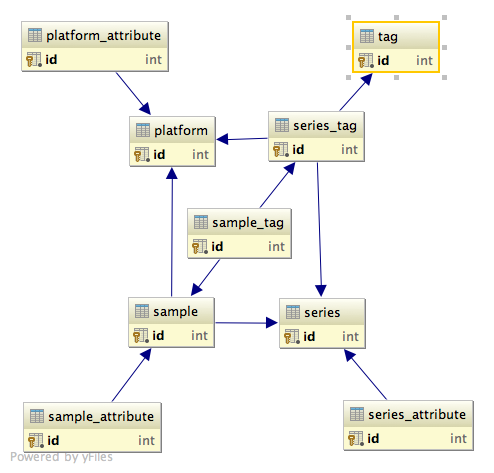 platform_attribute
id int
tag
id int
platform
id int
series_tag
id int
sample_tag
id int
sample
id int
series
id int
sample_attribute
id int
series_attribute
id int
Powered by yFiles